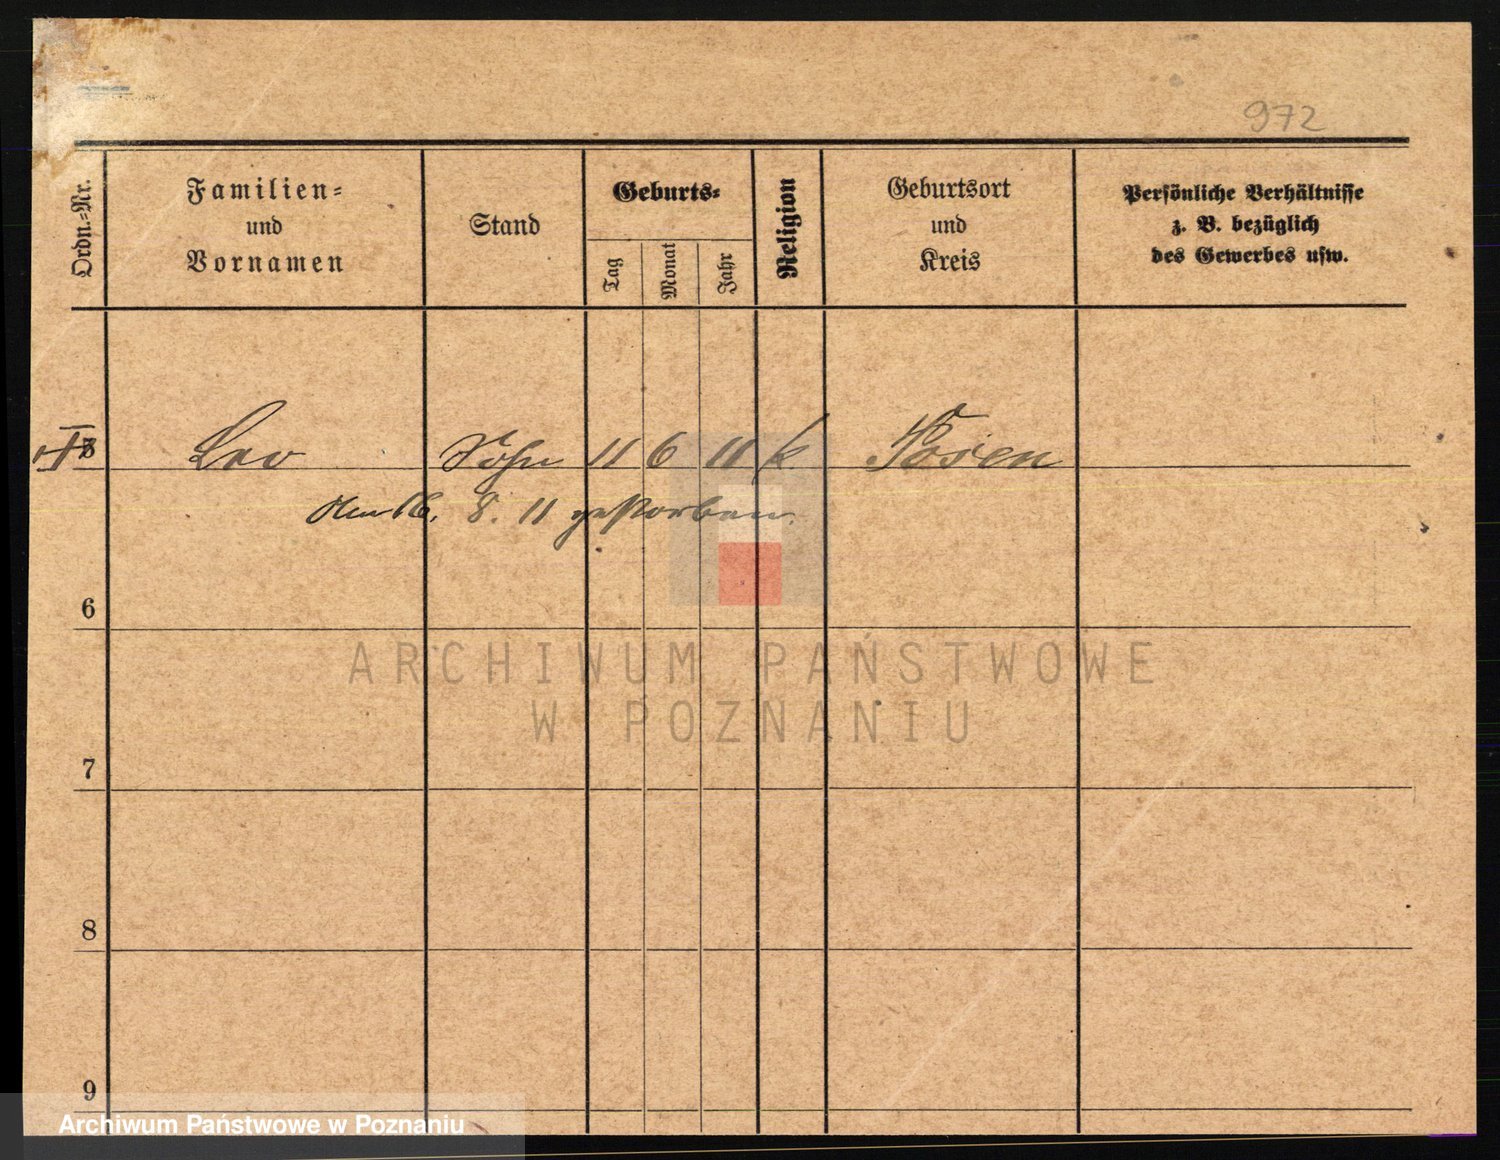 972
Ordn.=Nr.
Familien=
und
Vornamen
Stand
Geburts=
Tag
Monat
Jahr
Religion
Geburtsort
und
Kreis
Persönliche Verhältnisse
z. B. bezüglich
des Gewerbes usw.
Leo Sohn 11 6 11 k. Posen
8. 11 gestorben.
6
7
8
9
ARCHIWUM PAŃSTWOWE
W POZNANIU
Archiwum Państwowe w Poznaniu